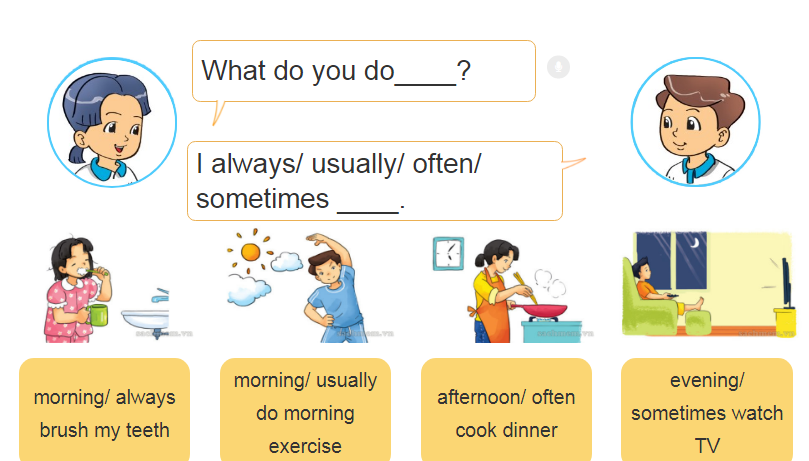 What do you do____?
I always/ usually/ often/
sometimes ____.
morning/ always
brush my teeth
morning/ usually
do morning
exercise
afternoon/ often
cook dinner
evening/
sometimes watch
TV